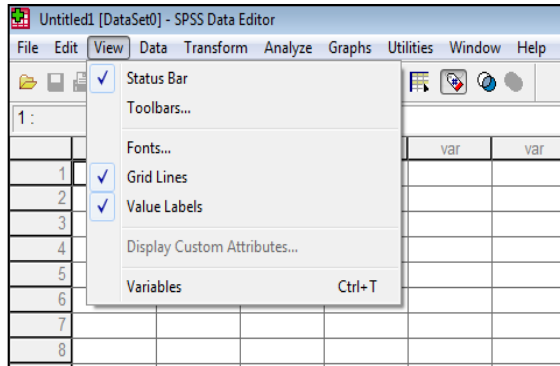 Untitled1 [DataSet0] - SPSS Data Editor
File Edit View Data Transform Analyze Graphs Utilities Window Help
Status Bar
Toolbars...
1 :
Fonts...
var var
1
Grid Lines
2
Value Labels
3
4
Display Custom Attributes...
5
Variables Ctrl+T
6
7
8